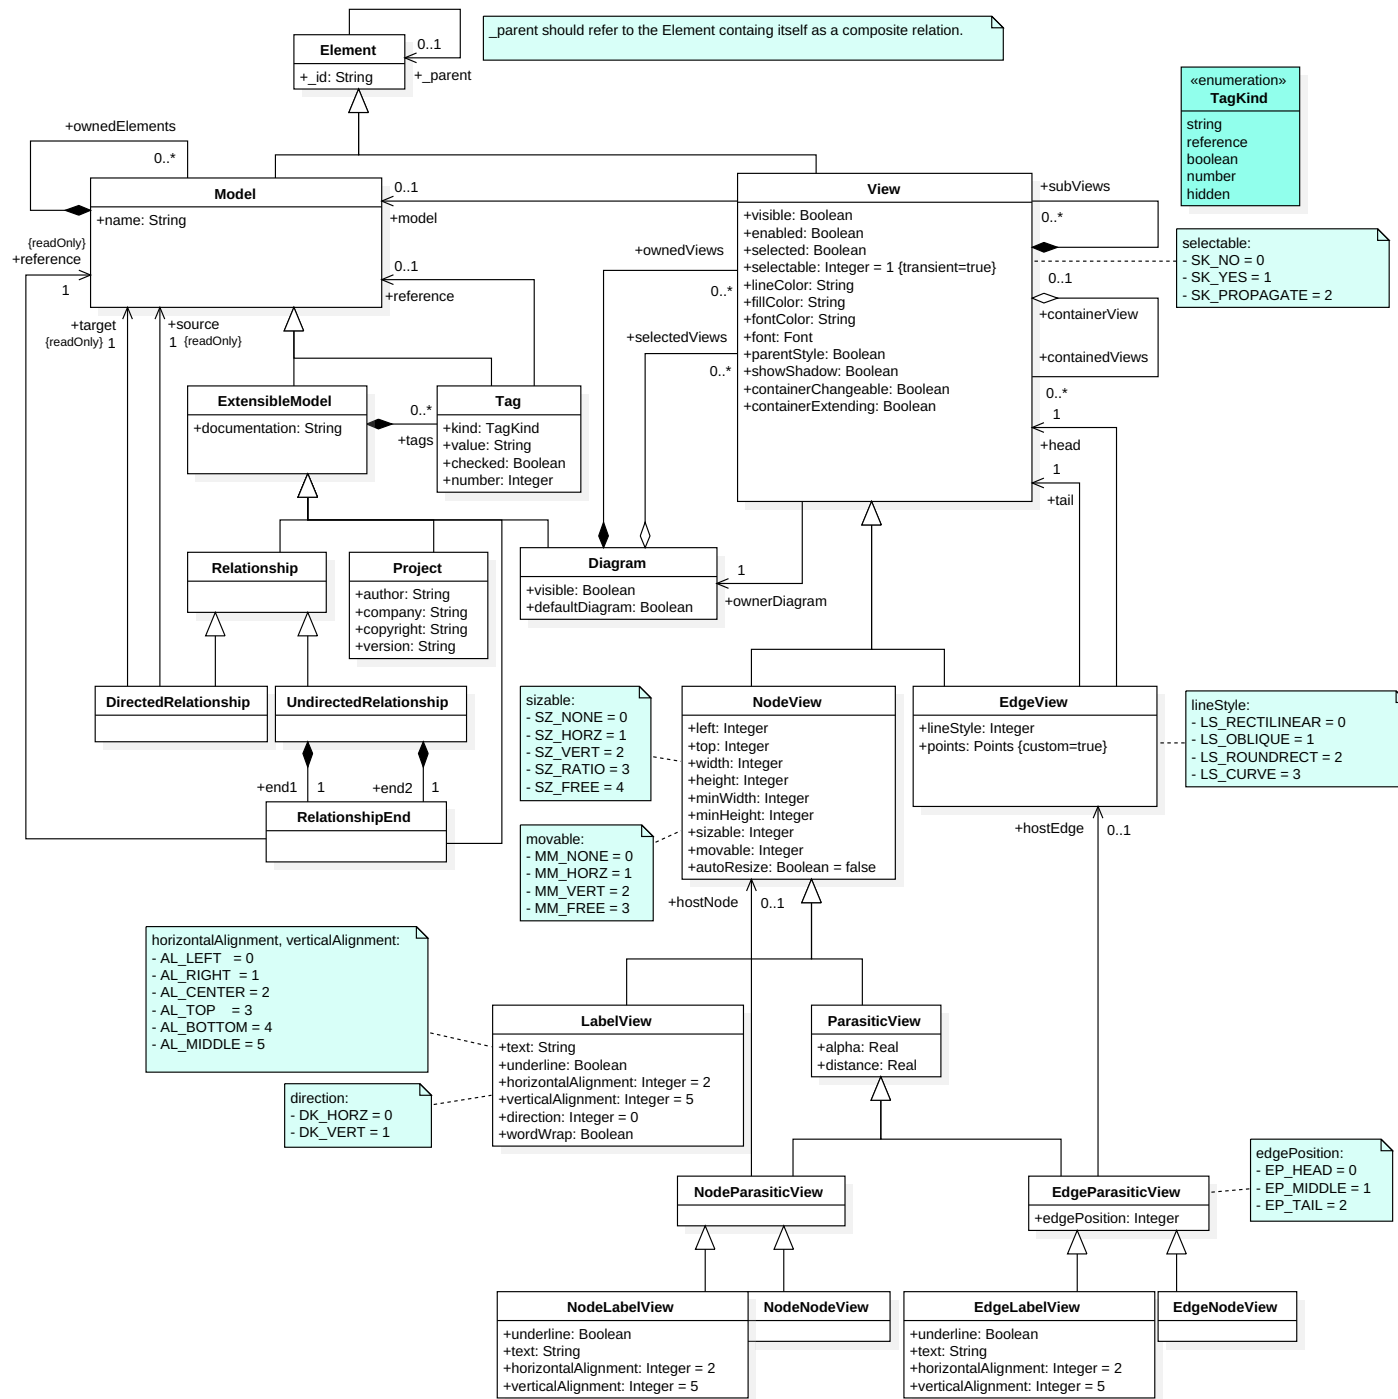 _parent should refer to the Element containg itself as a composite relation.
Element
+_id: String
0..1
+_parent
«enumeration»
TagKind
string
reference
boolean
number
hidden
+ownedElements
0..*
Model
+name: String
0..1
+model
{readOnly}
+reference
1
0..1
+reference
+target
{readOnly} 1
+source
1 {readOnly}
View
+visible: Boolean
+enabled: Boolean
+selected: Boolean
+selectable: Integer = 1 {transient=true}
+lineColor: String
+fillColor: String
+fontColor: String
+font: Font
+parentStyle: Boolean
+showShadow: Boolean
+containerChangeable: Boolean
+containerExtending: Boolean
+subViews
0..*
0..1
+containerView
+containedViews
0..*
1
+head
1
+tail
selectable:
- SK_NO = 0
- SK_YES = 1
- SK_PROPAGATE = 2
+ownedViews
0..*
+selectedViews
0..*
ExtensibleModel
+documentation: String
0..*
+tags
Tag
+kind: TagKind
+value: String
+checked: Boolean
+number: Integer
Relationship
Project
+author: String
+company: String
+copyright: String
+version: String
Diagram
+visible: Boolean
+defaultDiagram: Boolean
1
+ownerDiagram
DirectedRelationship
UndirectedRelationship
+end1
1
+end2
1
RelationshipEnd
sizable:
- SZ_NONE = 0
- SZ_HORZ = 1
- SZ_VERT = 2
- SZ_RATIO = 3
- SZ_FREE = 4
movable:
- MM_NONE = 0
- MM_HORZ = 1
- MM_VERT = 2
- MM_FREE = 3
NodeView
+left: Integer
+top: Integer
+width: Integer
+height: Integer
+minWidth: Integer
+minHeight: Integer
+sizable: Integer
+movable: Integer
+autoResize: Boolean = false
EdgeView
+lineStyle: Integer
+points: Points {custom=true}
lineStyle:
- LS_RECTILINEAR = 0
- LS_OBLIQUE = 1
- LS_ROUNDRECT = 2
- LS_CURVE = 3
+hostNode
0..1
+hostEdge
0..1
horizontalAlignment, verticalAlignment:
- AL_LEFT = 0
- AL_RIGHT = 1
- AL_CENTER = 2
- AL_TOP = 3
- AL_BOTTOM = 4
- AL_MIDDLE = 5
direction:
- DK_HORZ = 0
- DK_VERT = 1
LabelView
+text: String
+underline: Boolean
+horizontalAlignment: Integer = 2
+verticalAlignment: Integer = 5
+direction: Integer = 0
+wordWrap: Boolean
ParasiticView
+alpha: Real
+distance: Real
NodeParasiticView
EdgeParasiticView
+edgePosition: Integer
edgePosition:
- EP_HEAD = 0
- EP_MIDDLE = 1
- EP_TAIL = 2
NodeLabelView
+underline: Boolean
+text: String
+horizontalAlignment: Integer = 2
+verticalAlignment: Integer = 5
NodeNodeView
EdgeLabelView
+underline: Boolean
+text: String
+horizontalAlignment: Integer = 2
+verticalAlignment: Integer = 5
EdgeNodeView